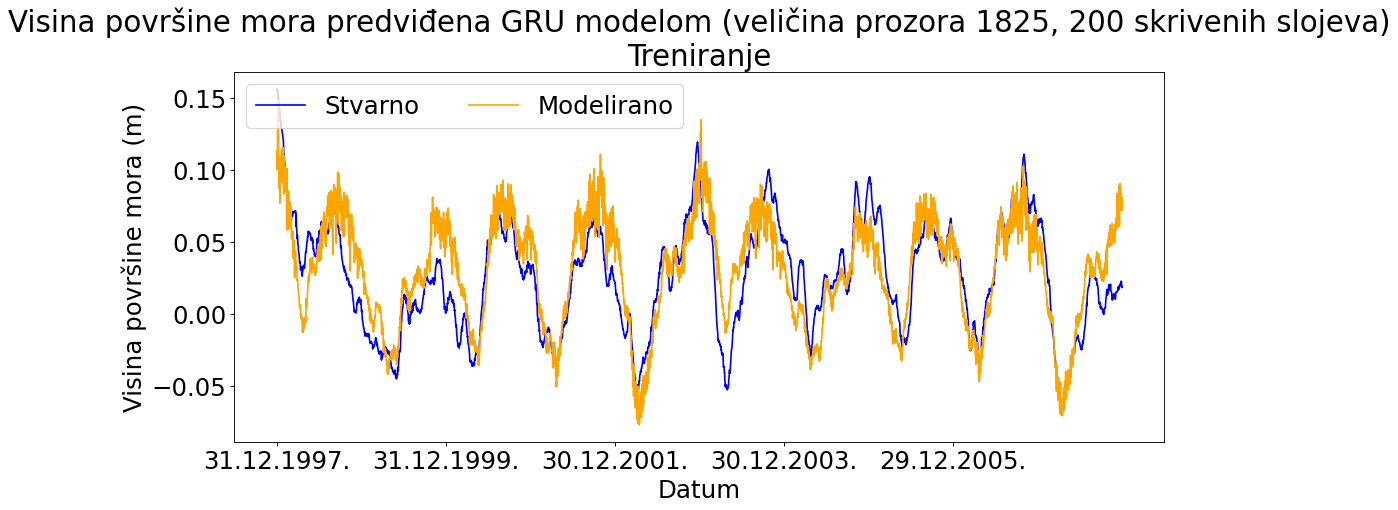 Visina površine mora predviđena GRU modelom (veličina prozora 1825, 200 skrivenih slojeva)
Treniranje
Stvarno
Modelirano
Visina površine mora (m)
0.15
0.10
0.05
0.00
−0.05
31.12.1997.
31.12.1999.
30.12.2001.
30.12.2003.
29.12.2005.
Datum